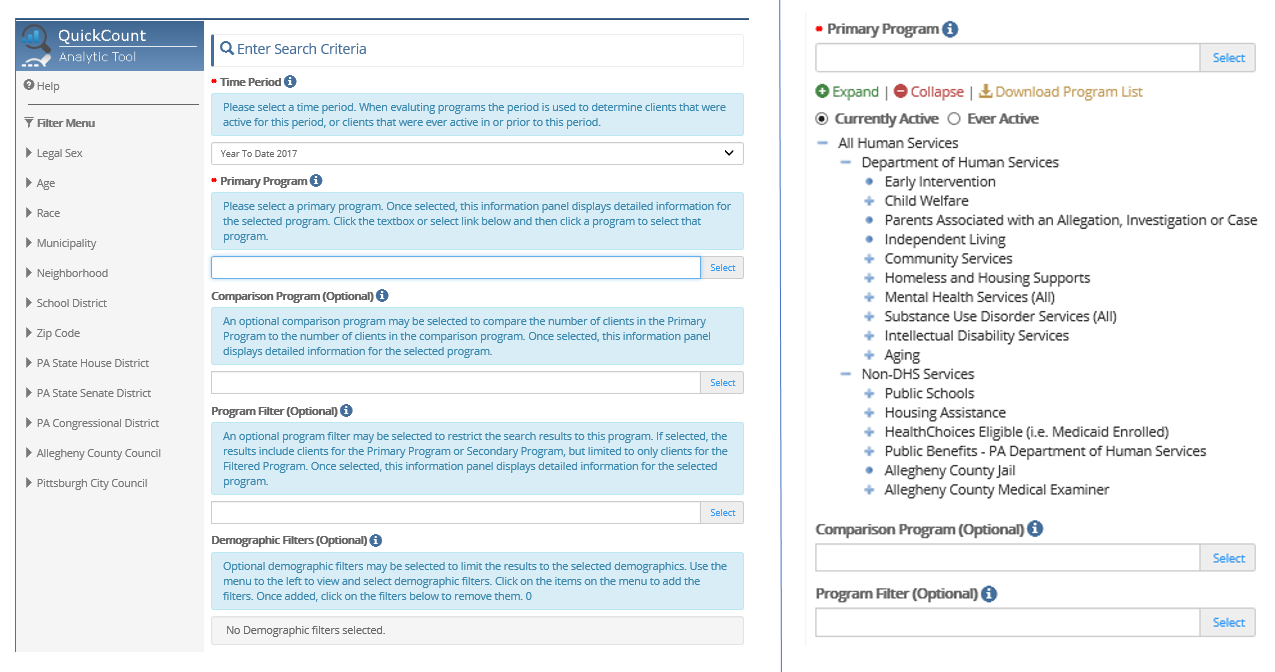 QuickCount
Analytic Tool
Help
Filter Menu
Legal Sex
Age
Race
Municipality
Neighborhood
School District
Zip Code
PA State House District
PA State Senate District
PA Congressional District
Allegheny County Council
Pittsburgh City Council
Enter Search Criteria
* Time Period
Please select a time period. When evaluting programs the period is used to determine clients that were
active for this period, or clients that were ever active in or prior to this period.
Year To Date 2017
* Primary Program
Please select a primary program. Once selected, this information panel displays detailed information for
the selected program. Click the textbox or select link below and then click a program to select that
program.
Select
Comparison Program (Optional)
An optional comparison program may be selected to compare the number of clients in the Primary
Program to the number of clients in the comparison program. Once selected, this information panel
displays detailed information for the selected program.
Select
Program Filter (Optional)
An optional program filter may be selected to restrict the search results to this program. If selected, the
results include clients for the Primary Program or Secondary Program, but limited to only clients for the
Filtered Program. Once selected, this information panel displays detailed information for the selected
program.
Select
Demographic Filters (Optional)
Optional demographic filters may be selected to limit the results to the selected demographics. Use the
menu to the left to view and select demographic filters. Click on the items on the menu to add the
filters. Once added, click on the filters below to remove them. 0
No Demographic filters selected.
* Primary Program
Select
Expand | Collapse | Download Program List
Currently Active Ever Active
All Human Services
Department of Human Services
Early Intervention
Child Welfare
Parents Associated with an Allegation, Investigation or Case
Independent Living
Community Services
Homeless and Housing Supports
Mental Health Services (All)
Substance Use Disorder Services (All)
Intellectual Disability Services
Aging
Non-DHS Services
Public Schools
Housing Assistance
HealthChoices Eligible (i.e. Medicaid Enrolled)
Public Benefits - PA Department of Human Services
Allegheny County Jail
Allegheny County Medical Examiner
Comparison Program (Optional)
Select
Program Filter (Optional)
Select